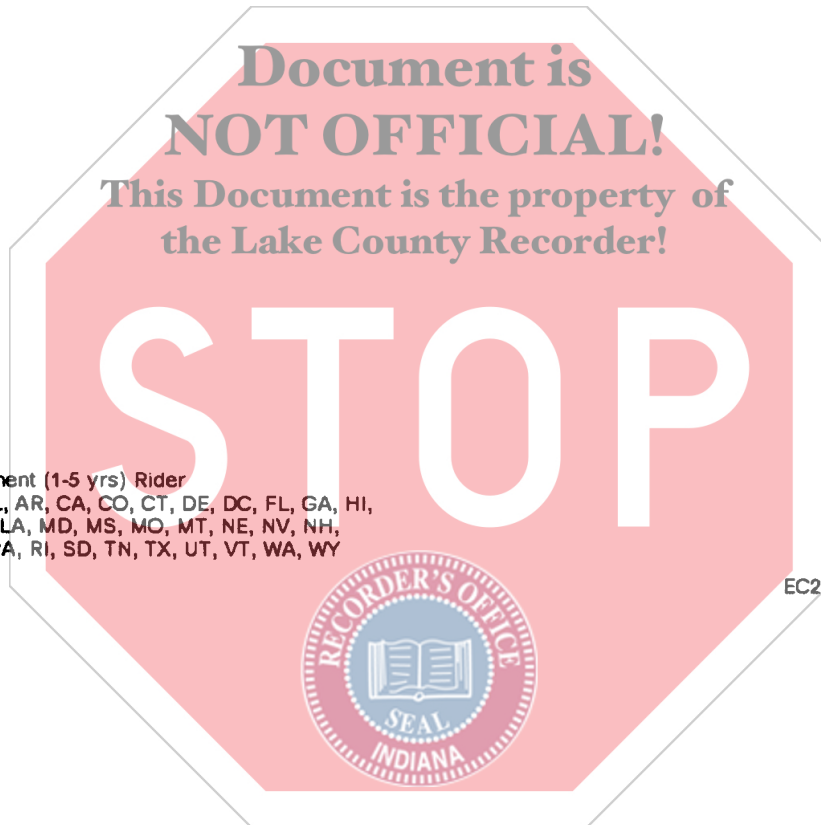 Document is
NOT OFFICIAL!
This Document is the property of
the Lake County Recorder!
STOP
(1-5 yrs) Rider
AR, CA, CO, CT, DE, DC, FL, GA, HI,
LA, MD, MS, MO, MT, NE, NV, NH,
RI, SD, TN, TX, UT, VT, WA, WY
EC2
RECORDER'S OFFICE
SEAL
INDIANA